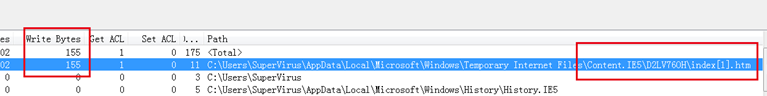 es Write Bytes Get ACL Set ACL )... Path
02 155 1 0 175 <Total>
02 155 1 0 11 C:\Users\SuperVirus\AppData\Local\Microsoft\Windows\Temporary Internet Files\Content.IE5\D2LV760H\index[1].htm
0 0 0 0 3 C:\Users\SuperVirus
0 0 0 0 5 C:\Users\SuperVirus\AppData\Local\Microsoft\Windows\History\History.IE5